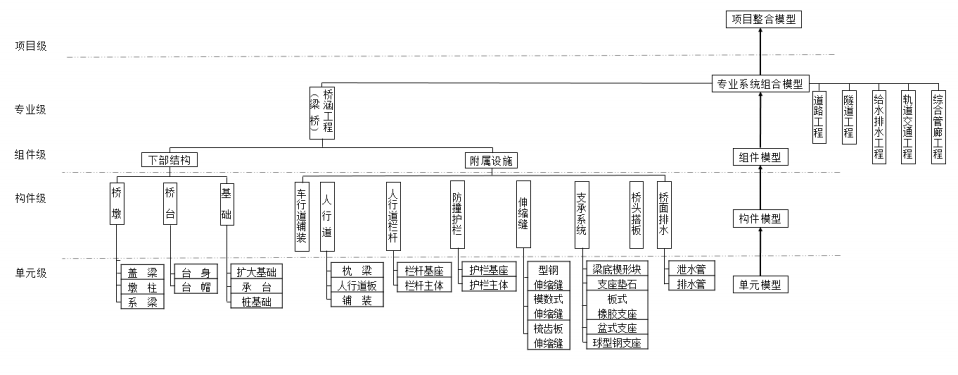 项目整合模型
项目级
专业系统组合模型
专业级
桥涵工程
（梁桥）
道路工程
隧道工程
给水排水工程
轨道交通工程
综合管廊工程
组件级
下部结构
附属设施
组件模型
构件级
桥墩
桥台
基础
车行道铺装
人行道
人行道栏杆
防撞护栏
伸缩缝
支承系统
桥头搭板
桥面排水
构件模型
单元级
盖 梁
墩 柱
系 梁
台 身
台 帽
扩大基础
承 台
桩基础
枕 梁
人行道板
铺 装
栏杆基座
栏杆主体
护栏基座
护栏主体
型钢
伸缩缝
模数式
伸缩缝
梳齿板
伸缩缝
梁底楔形块
支座垫石
板式
橡胶支座
盆式支座
球型钢支座
泄水管
排水管
单元模型